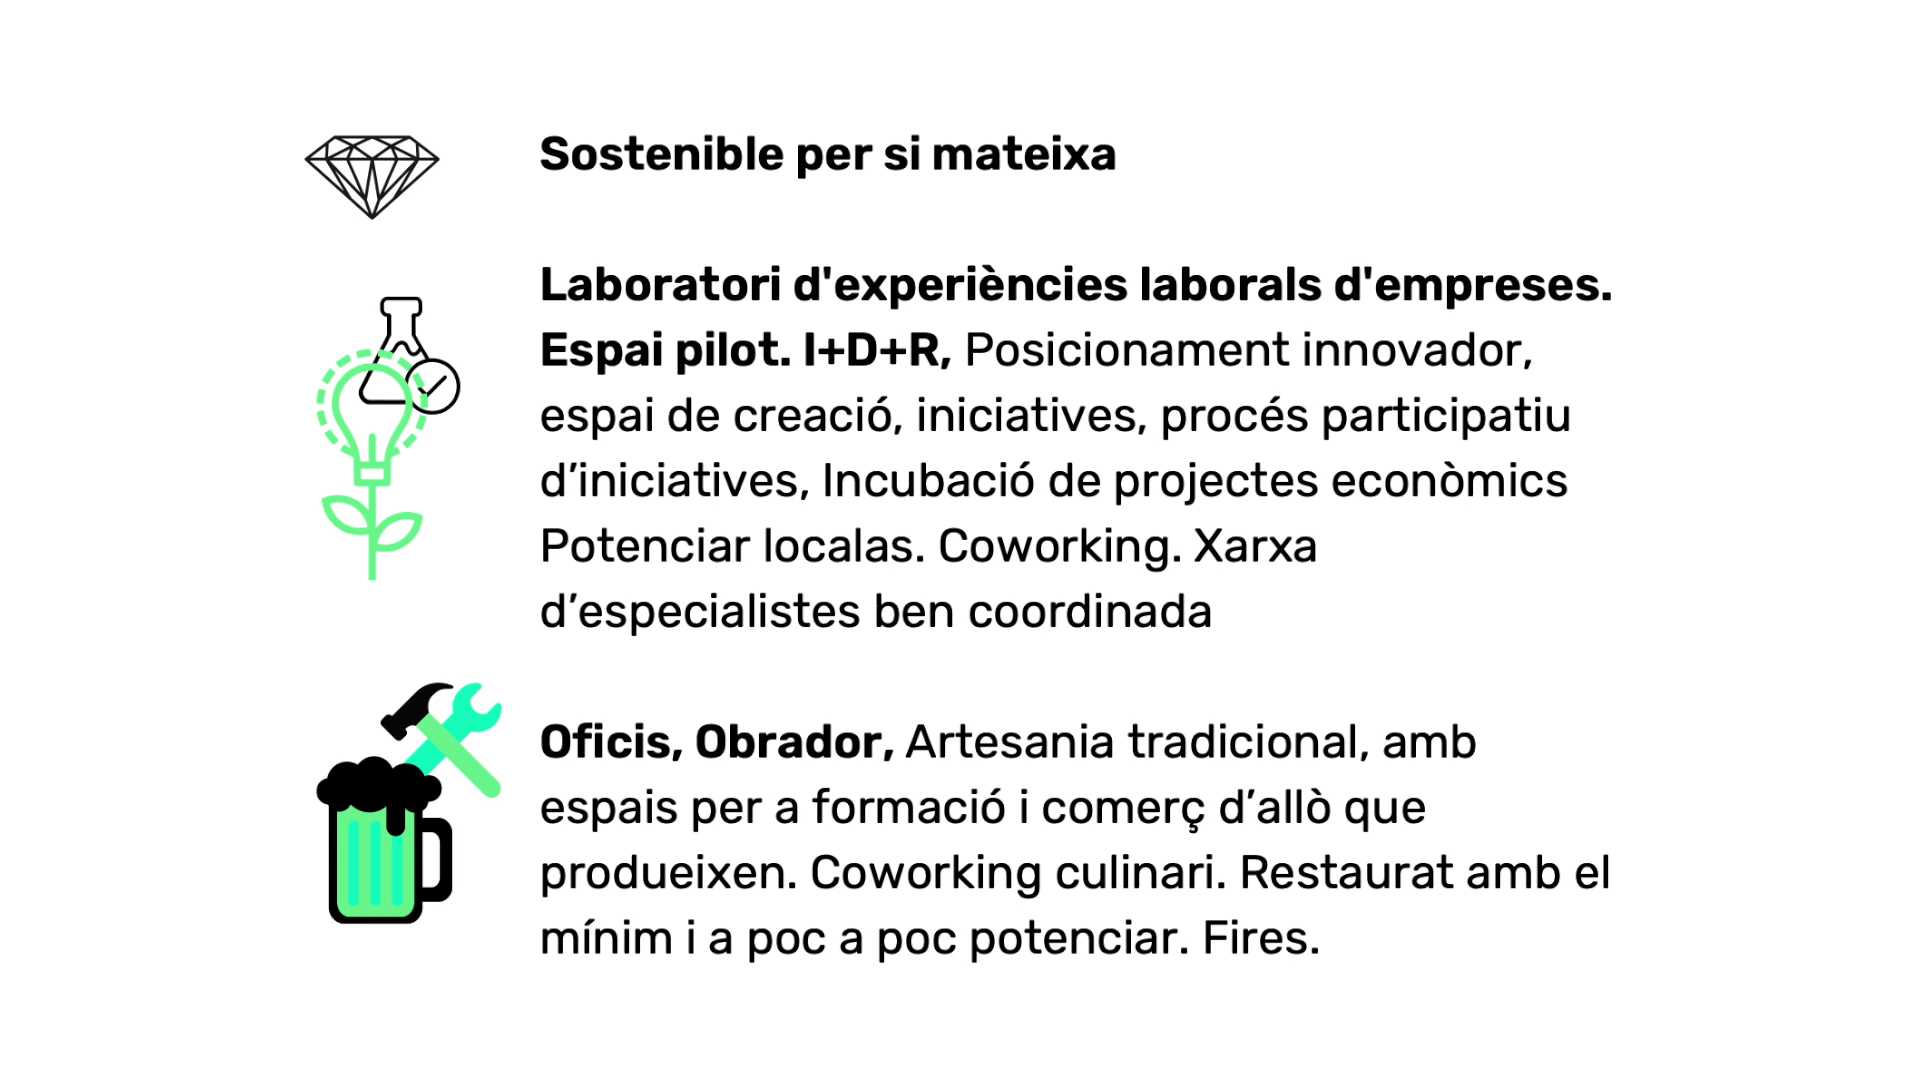 Sostenible per si mateixa
Laboratori d'experiències laborals d'empreses.
Espai pilot. I+D+R, Posicionament innovador,
espai de creació, iniciatives, procés participatiu
d’iniciatives, Incubació de projectes econòmics
Potenciar localas. Coworking. Xarxa
d’especialistes ben coordinada
Oficis, Obrador, Artesania tradicional, amb
espais per a formació i comerç d’allò que
produeixen. Coworking culinari. Restaurat amb el
mínim i a poc a poc potenciar. Fires.